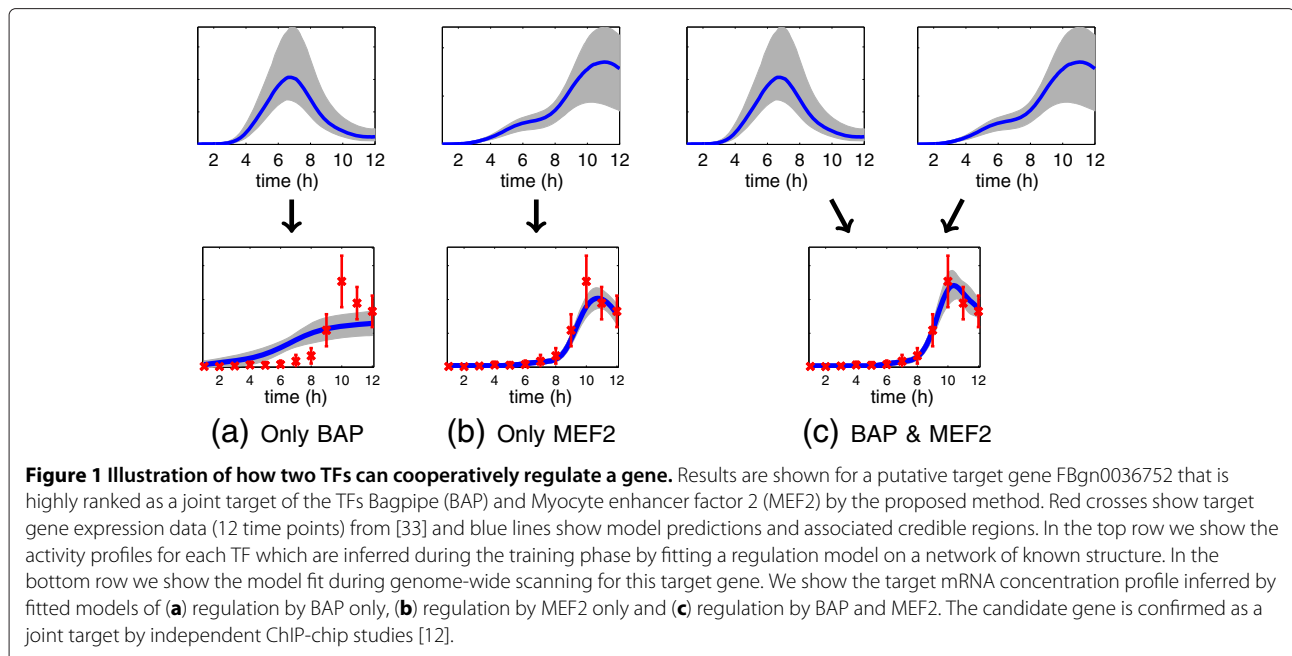 2 4 6 8 10 12 2 4 6 8 10 12 2 4 6 8 10 12 2 4 6 8 10 12
time (h) time (h) time (h) time (h)
2 4 6 8 10 12 2 4 6 8 10 12 2 4 6 8 10 12
time (h) time (h) time (h)
(a) Only BAP (b) Only MEF2 (c) BAP & MEF2
Figure 1 Illustration of how two TFs can cooperatively regulate a gene. Results are shown for a putative target gene FBgn0036752 that is
highly ranked as a joint target of the TFs Bagpipe (BAP) and Myocyte enhancer factor 2 (MEF2) by the proposed method. Red crosses show target
gene expression data (12 time points) from [33] and blue lines show model predictions and associated credible regions. In the top row we show the
activity profiles for each TF which are inferred during the training phase by fitting a regulation model on a network of known structure. In the
bottom row we show the model fit during genome-wide scanning for this target gene. We show the target mRNA concentration profile inferred by
fitted models of (a) regulation by BAP only, (b) regulation by MEF2 only and (c) regulation by BAP and MEF2. The candidate gene is confirmed as a
joint target by independent ChIP-chip studies [12].